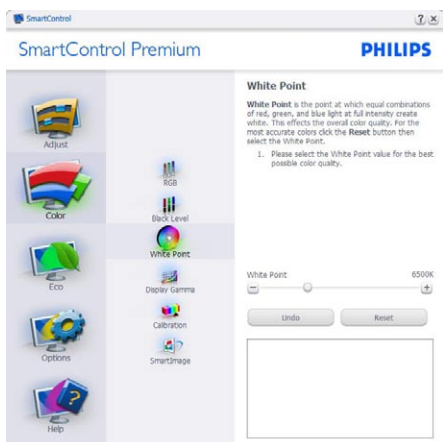 SmartControl
SmartControl Premium
PHILIPS
Adjust
Color
Eco
Options
Help
RGB
Black Level
White Point
Display Gamma
Calibration
SmartImage
White Point
White Point is the point at which equal combinations
of red, green, and blue light at full intensity create
white. This effects the overall color quality. For the
most accurate colors click the Reset button then
select the White Point.
1. Please select the White Point value for the best
possible color quality.
White Point 6500K
Undo
Reset